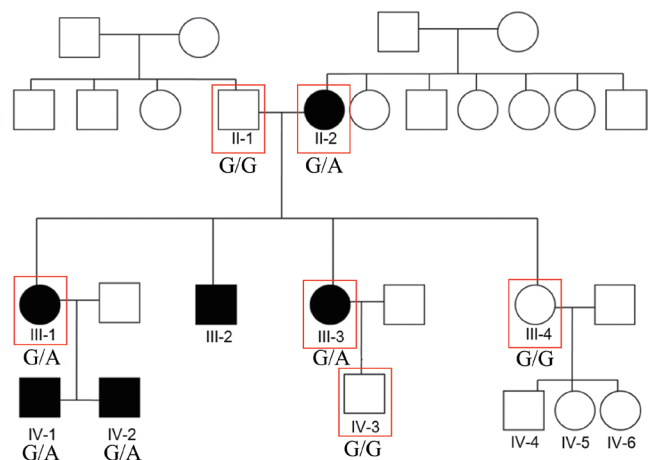 II-1 II-2
G/G G/A
III-1 III-2 III-3 III-4
G/A G/A G/G
IV-1 IV-2 IV-3 IV-4 IV-5 IV-6
G/A G/A G/G